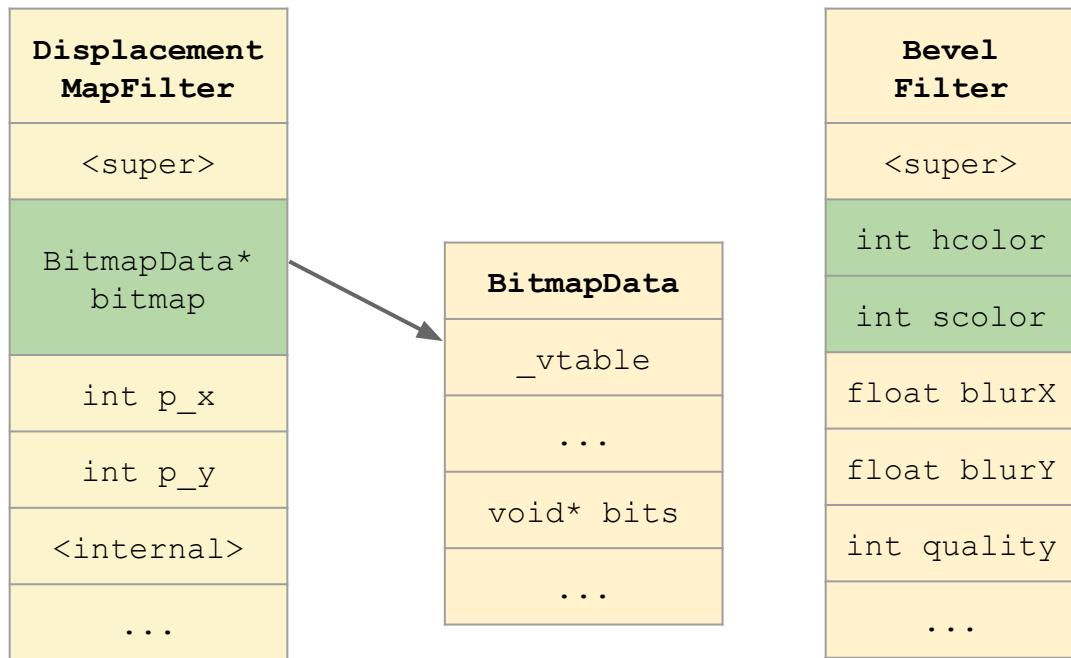 Displacement
MapFilter
<super>
BitmapData*
bitmap
int p_x
int p_y
<internal>
...
BitmapData
_vtable
...
void* bits
...
Bevel
Filter
<super>
int hcolor
int scolor
float blurX
float blurY
int quality
...